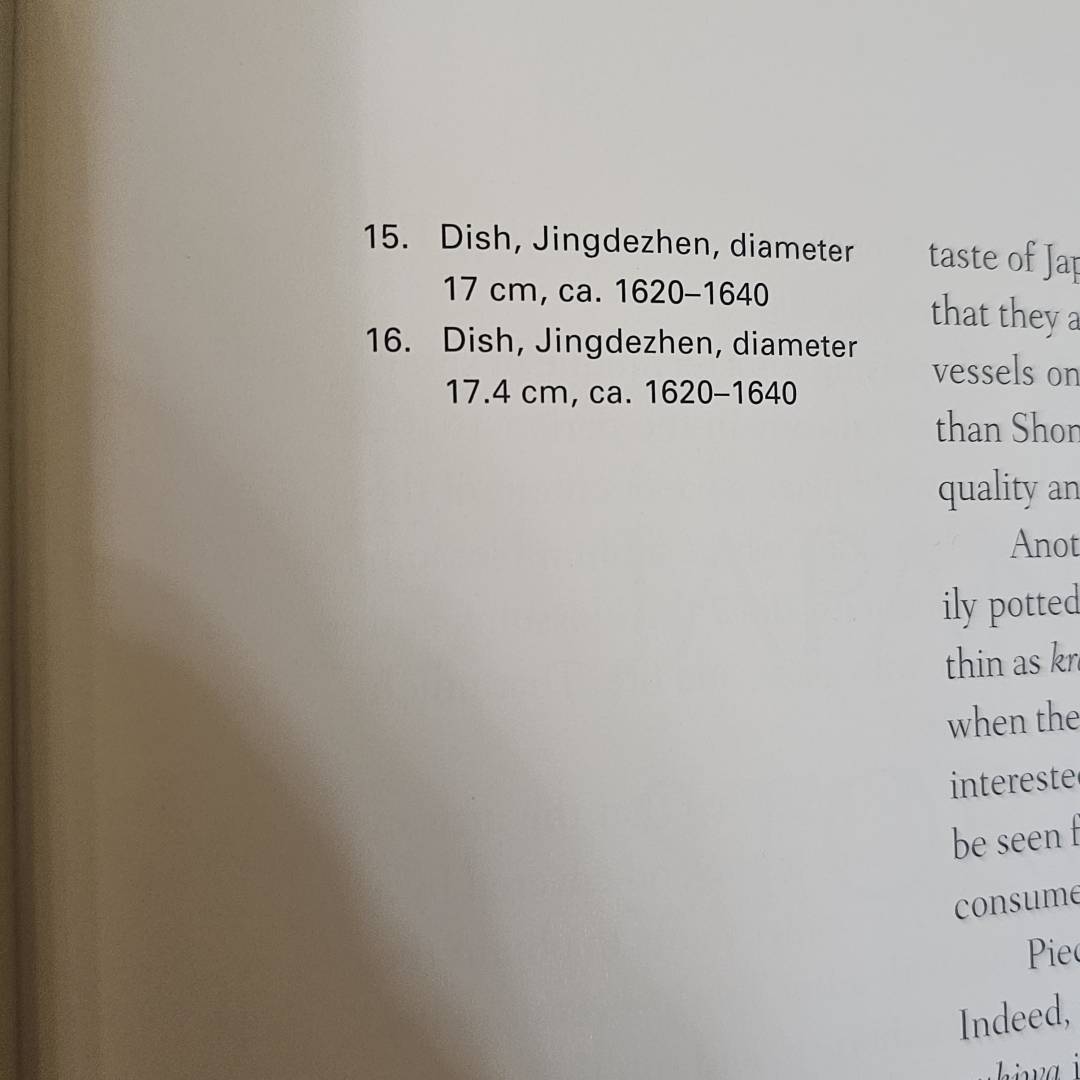 15. Dish, Jingdezhen, diameter
17 cm, ca. 1620–1640
16. Dish, Jingdezhen, diameter
17.4 cm, ca. 1620–1640
taste of
that they
vessels on
than
quality
ily potted
thin as
when the
be seen
Indeed,